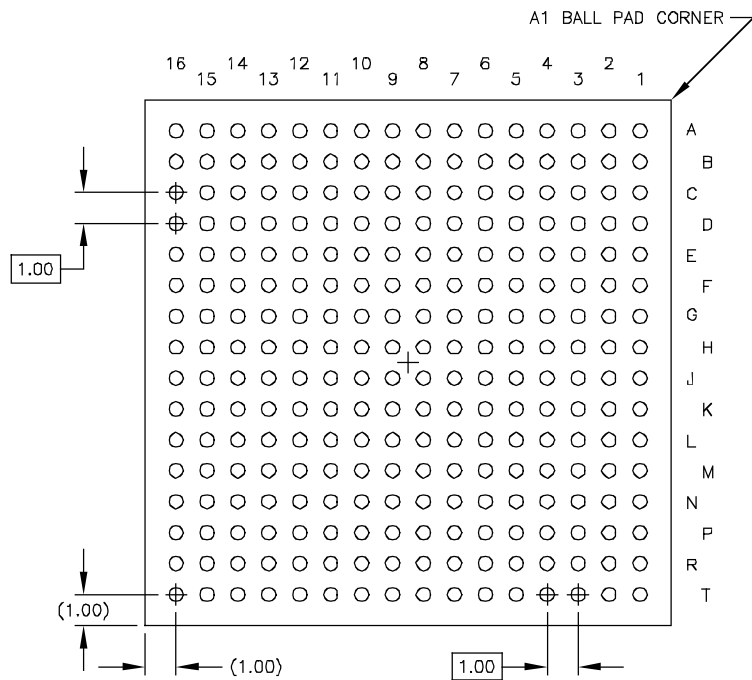 A1 BALL PAD CORNER
16 14 12 10 8 6 4 2
15 13 11 9 7 5 3 1
A
B
C
D
E
1.00
F
G
H
J
K
L
M
N
P
R
(1.00)
T
(1.00)
1.00